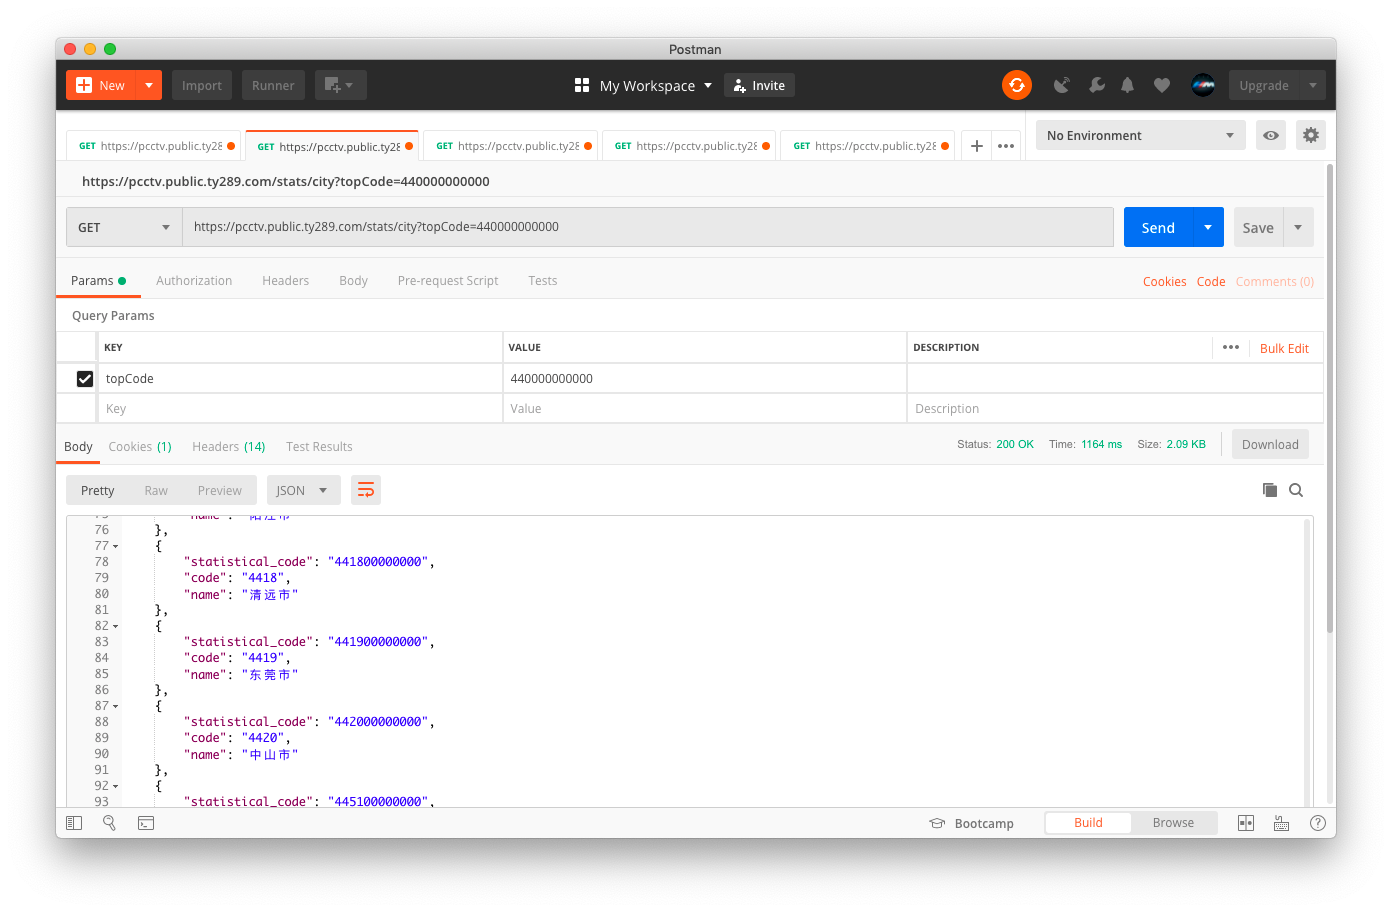 Postman
New Import Runner My Workspace Invite Upgrade
GET https://pcctv.public.ty28 GET https://pcctv.public.ty28 GET https://pcctv.public.ty28 GET https://pcctv.public.ty28 GET https://pcctv.public.ty28 No Environment
https://pcctv.public.ty289.com/stats/city?topCode=440000000000
GET https://pcctv.public.ty289.com/stats/city?topCode=440000000000 Send Save
Params Authorization Headers Body Pre-request Script Tests Cookies Code Comments (0)
Query Params
KEY VALUE DESCRIPTION Bulk Edit
topCode 440000000000
Key Value Description
Body Cookies (1) Headers (14) Test Results Status: 200 OK Time: 1164 ms Size: 2.09 KB Download
Pretty Raw Preview JSON
76 },
77 {
78 "statistical_code": "441800000000",
79 "code": "4418",
80 "name": "清远市"
81 },
82 {
83 "statistical_code": "441900000000",
84 "code": "4419",
85 "name": "东莞市"
86 },
87 {
88 "statistical_code": "442000000000",
89 "code": "4420",
90 "name": "中山市"
91 },
92 {
93 "statistical_code": "445100000000",
Bootcamp Build Browse